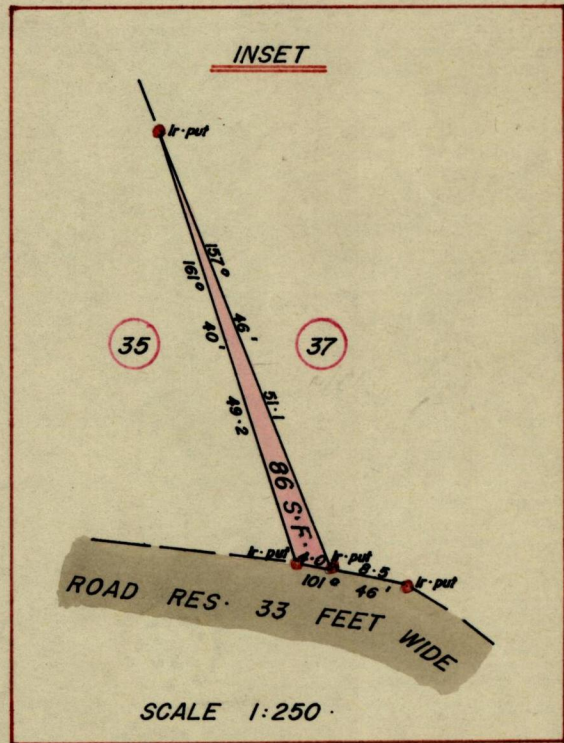 INSET
Ir·put
157° 46' 51·1
161° 40' 49·2
35
37
86 S.F.
Ir·put
4·0
Ir·put
8·5
Ir·put
101° 46'
ROAD RES· 33 FEET WIDE
SCALE 1:250·